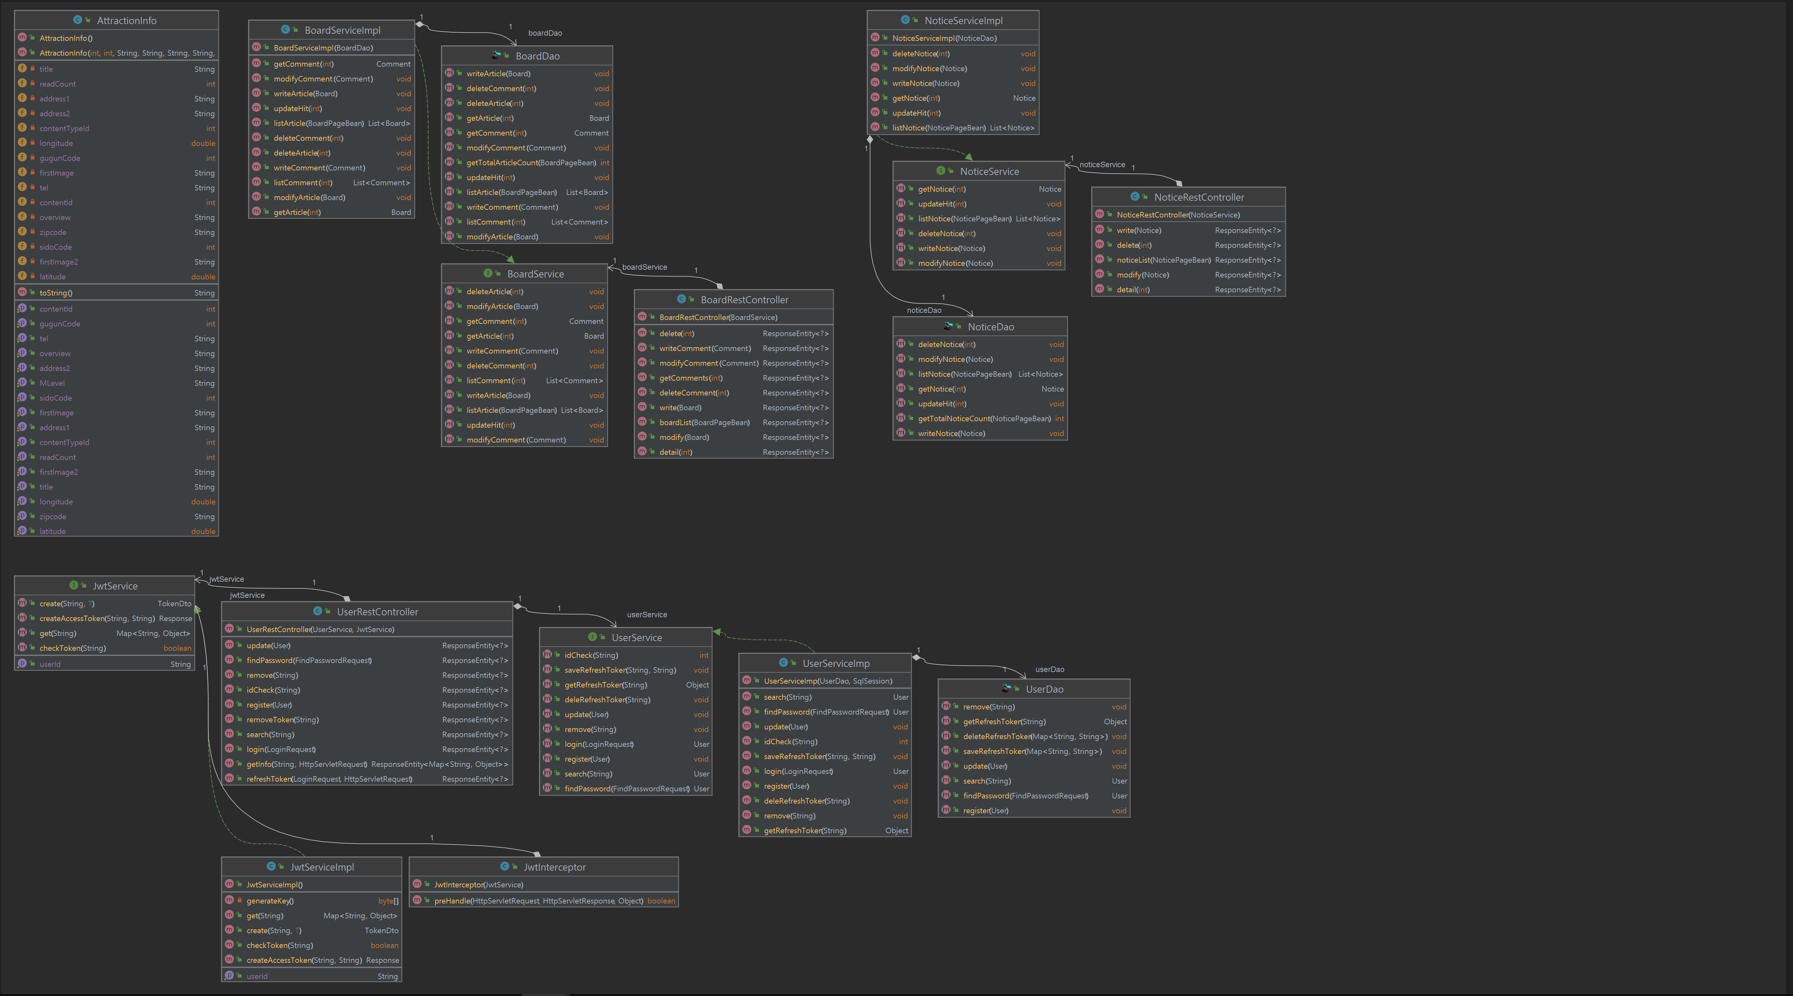 AttractionInfo
AttractionInfo()
AttractionInfo(int, int, String, String, String, String,
title String
readCount int
address1 String
address2 String
contentTypeId int
longitude double
gugunCode int
firstImage String
tel String
contentId int
overview String
zipcode String
sidoCode int
firstImage2 String
latitude double
toString() String
contentId int
gugunCode int
tel String
overview String
address2 String
MLevel String
sidoCode int
firstImage String
address1 String
contentTypeId int
readCount int
firstImage2 String
title String
longitude double
zipcode String
latitude double
BoardServiceImpl
BoardServiceImpl(BoardDao)
getComment(int) Comment
modifyComment(Comment) void
writeArticle(Board) void
updateHit(int) void
listArticle(BoardPageBean) List<Board>
deleteComment(int) void
deleteArticle(int) void
writeComment(Comment) void
listComment(int) List<Comment>
modifyArticle(Board) void
getArticle(int) Board
1
1
boardDao
BoardDao
writeArticle(Board) void
deleteComment(int) void
deleteArticle(int) void
getArticle(int) Board
getComment(int) Comment
modifyComment(Comment) void
getTotalArticleCount(BoardPageBean) int
updateHit(int) void
listArticle(BoardPageBean) List<Board>
writeComment(Comment) void
listComment(int) List<Comment>
modifyArticle(Board) void
BoardService
deleteArticle(int) void
modifyArticle(Board) void
getComment(int) Comment
getArticle(int) Board
writeComment(Comment) void
deleteComment(int) void
listComment(int) List<Comment>
writeArticle(Board) void
listArticle(BoardPageBean) List<Board>
updateHit(int) void
modifyComment(Comment) void
1
boardService
1
BoardRestController
BoardRestController(BoardService)
delete(int) ResponseEntity<?>
writeComment(Comment) ResponseEntity<?>
modifyComment(Comment) ResponseEntity<?>
getComments(int) ResponseEntity<?>
deleteComment(int) ResponseEntity<?>
write(Board) ResponseEntity<?>
boardList(BoardPageBean) ResponseEntity<?>
modify(Board) ResponseEntity<?>
detail(int) ResponseEntity<?>
NoticeServiceImpl
NoticeServiceImpl(NoticeDao)
deleteNotice(int) void
modifyNotice(Notice) void
writeNotice(Notice) void
getNotice(int) Notice
updateHit(int) void
listNotice(NoticePageBean) List<Notice>
1
NoticeService
getNotice(int) Notice
updateHit(int) void
listNotice(NoticePageBean) List<Notice>
deleteNotice(int) void
writeNotice(Notice) void
modifyNotice(Notice) void
1
noticeService
1
NoticeRestController
NoticeRestController(NoticeService)
write(Notice) ResponseEntity<?>
delete(int) ResponseEntity<?>
noticeList(NoticePageBean) ResponseEntity<?>
modify(Notice) ResponseEntity<?>
detail(int) ResponseEntity<?>
1
noticeDao
NoticeDao
deleteNotice(int) void
modifyNotice(Notice) void
listNotice(NoticePageBean) List<Notice>
getNotice(int) Notice
updateHit(int) void
getTotalNoticeCount(NoticePageBean) int
writeNotice(Notice) void
JwtService
create(String, T) TokenDto
createAccessToken(String, String) Response
get(String) Map<String, Object>
checkToken(String) boolean
userId String
1
jwtService
1
jwtService
1
UserRestController
UserRestController(UserService, JwtService)
update(User) ResponseEntity<?>
findPassword(FindPasswordRequest) ResponseEntity<?>
remove(String) ResponseEntity<?>
idCheck(String) ResponseEntity<?>
register(User) ResponseEntity<?>
removeToken(String) ResponseEntity<?>
search(String) ResponseEntity<?>
login(LoginRequest) ResponseEntity<?>
getInfo(String, HttpServletRequest) ResponseEntity<Map<String, Object>>
refreshToken(LoginRequest, HttpServletRequest) ResponseEntity<?>
1
1
userService
UserService
idCheck(String) int
saveRefreshToken(String, String) void
getRefreshToken(String) Object
deleRefreshToken(String) void
update(User) void
remove(String) void
login(LoginRequest) User
register(User) void
search(String) User
findPassword(FindPasswordRequest) User
UserServiceImp
UserServiceImp(UserDao, SqlSession)
search(String) User
findPassword(FindPasswordRequest) User
update(User) void
idCheck(String) int
saveRefreshToken(String, String) void
login(LoginRequest) User
register(User) void
deleRefreshToken(String) void
remove(String) void
getRefreshToken(String) Object
1
1
userDao
UserDao
remove(String) void
getRefreshToken(String) Object
deleteRefreshToken(Map<String, String>) void
saveRefreshToken(Map<String, String>) void
update(User) void
search(String) User
findPassword(FindPasswordRequest) User
register(User) void
1
JwtServiceImpl
JwtServiceImpl()
generateKey() byte[]
get(String) Map<String, Object>
create(String, T) TokenDto
checkToken(String) boolean
createAccessToken(String, String) Response
userId String
JwtInterceptor
JwtInterceptor(JwtService)
preHandle(HttpServletRequest, HttpServletResponse, Object) boolean